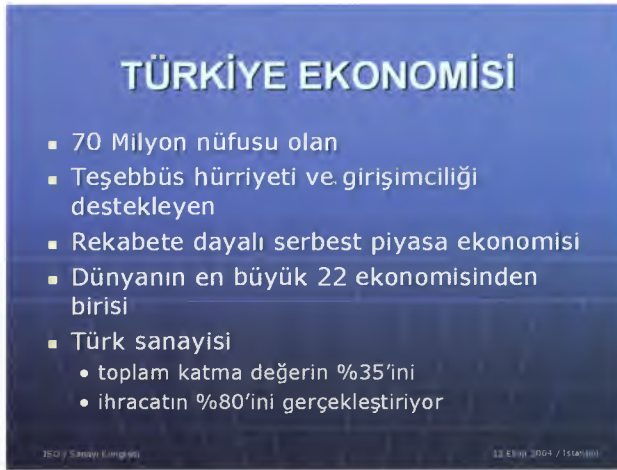 TÜRKİYE EKONOMİSİ
70 Milyon nüfusu olan
Teşebbüs hürriyeti ve girişimciliği
destekleyen
Rekabete dayalı serbest piyasa ekonomisi
Dünyanın en büyük 22 ekonomisinden
birisi
Türk sanayisi
toplam katma değerin %35'ini
ihracatın %80'ini gerçekleştiriyor
Sanayi Kongresi
2004 / İstanbul